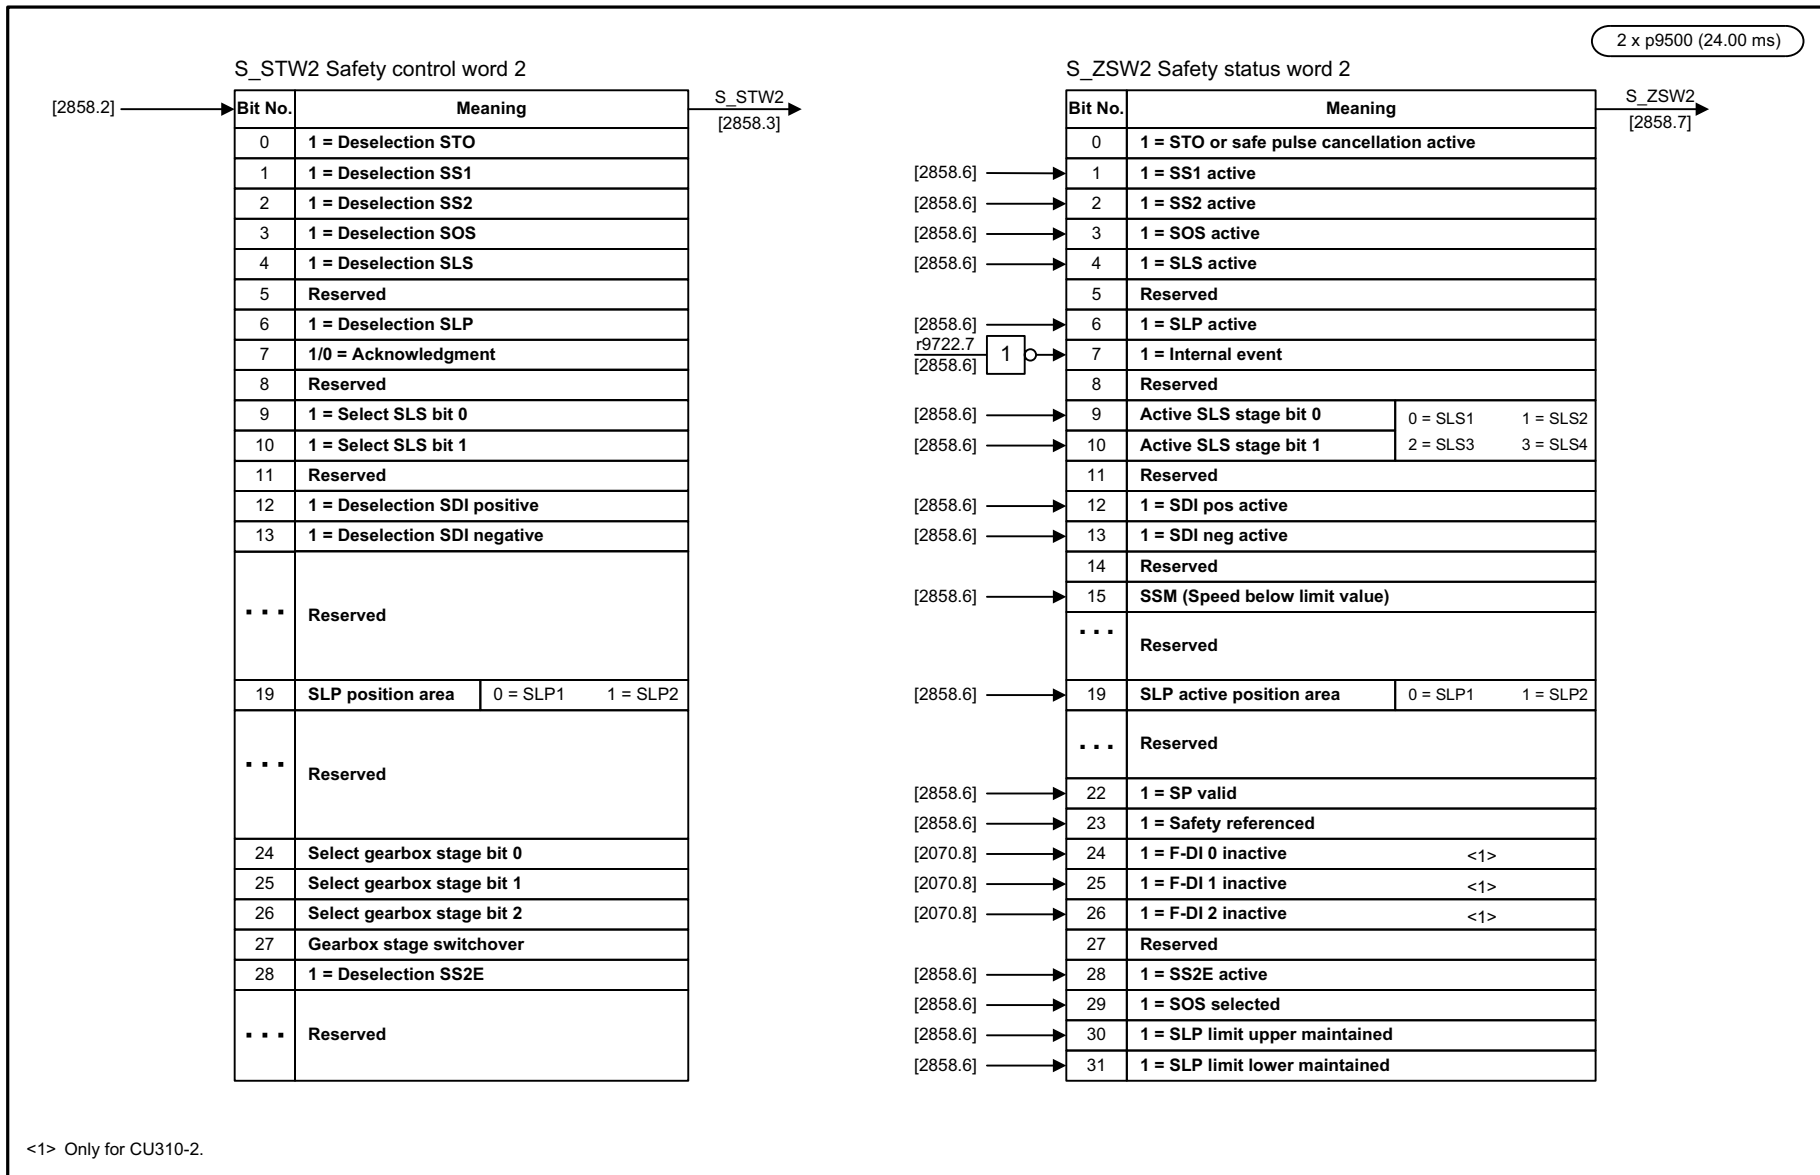 2 x p9500 (24.00 ms)
S_STW2 Safety control word 2
[2858.2]
Bit No. Meaning
S_STW2
[2858.3]
0 1 = Deselection STO
1 1 = Deselection SS1
2 1 = Deselection SS2
3 1 = Deselection SOS
4 1 = Deselection SLS
5 Reserved
6 1 = Deselection SLP
7 1/0 = Acknowledgment
8 Reserved
9 1 = Select SLS bit 0
10 1 = Select SLS bit 1
11 Reserved
12 1 = Deselection SDI positive
13 1 = Deselection SDI negative
... Reserved
19 SLP position area 0 = SLP1 1 = SLP2
... Reserved
24 Select gearbox stage bit 0
25 Select gearbox stage bit 1
26 Select gearbox stage bit 2
27 Gearbox stage switchover
28 1 = Deselection SS2E
... Reserved
S_ZSW2 Safety status word 2
Bit No. Meaning
S_ZSW2
[2858.7]
0 1 = STO or safe pulse cancellation active
[2858.6] 1 1 = SS1 active
[2858.6] 2 1 = SS2 active
[2858.6] 3 1 = SOS active
[2858.6] 4 1 = SLS active
5 Reserved
[2858.6] 6 1 = SLP active
r9722.7
[2858.6] 1 7 1 = Internal event
8 Reserved
[2858.6] 9 Active SLS stage bit 0 0 = SLS1 1 = SLS2
[2858.6] 10 Active SLS stage bit 1 2 = SLS3 3 = SLS4
11 Reserved
[2858.6] 12 1 = SDI pos active
[2858.6] 13 1 = SDI neg active
14 Reserved
[2858.6] 15 SSM (Speed below limit value)
... Reserved
[2858.6] 19 SLP active position area 0 = SLP1 1 = SLP2
... Reserved
[2858.6] 22 1 = SP valid
[2858.6] 23 1 = Safety referenced
[2070.8] 24 1 = F-DI 0 inactive <1>
[2070.8] 25 1 = F-DI 1 inactive <1>
[2070.8] 26 1 = F-DI 2 inactive <1>
27 Reserved
[2858.6] 28 1 = SS2E active
[2858.6] 29 1 = SOS selected
[2858.6] 30 1 = SLP limit upper maintained
[2858.6] 31 1 = SLP limit lower maintained
<1> Only for CU310-2.